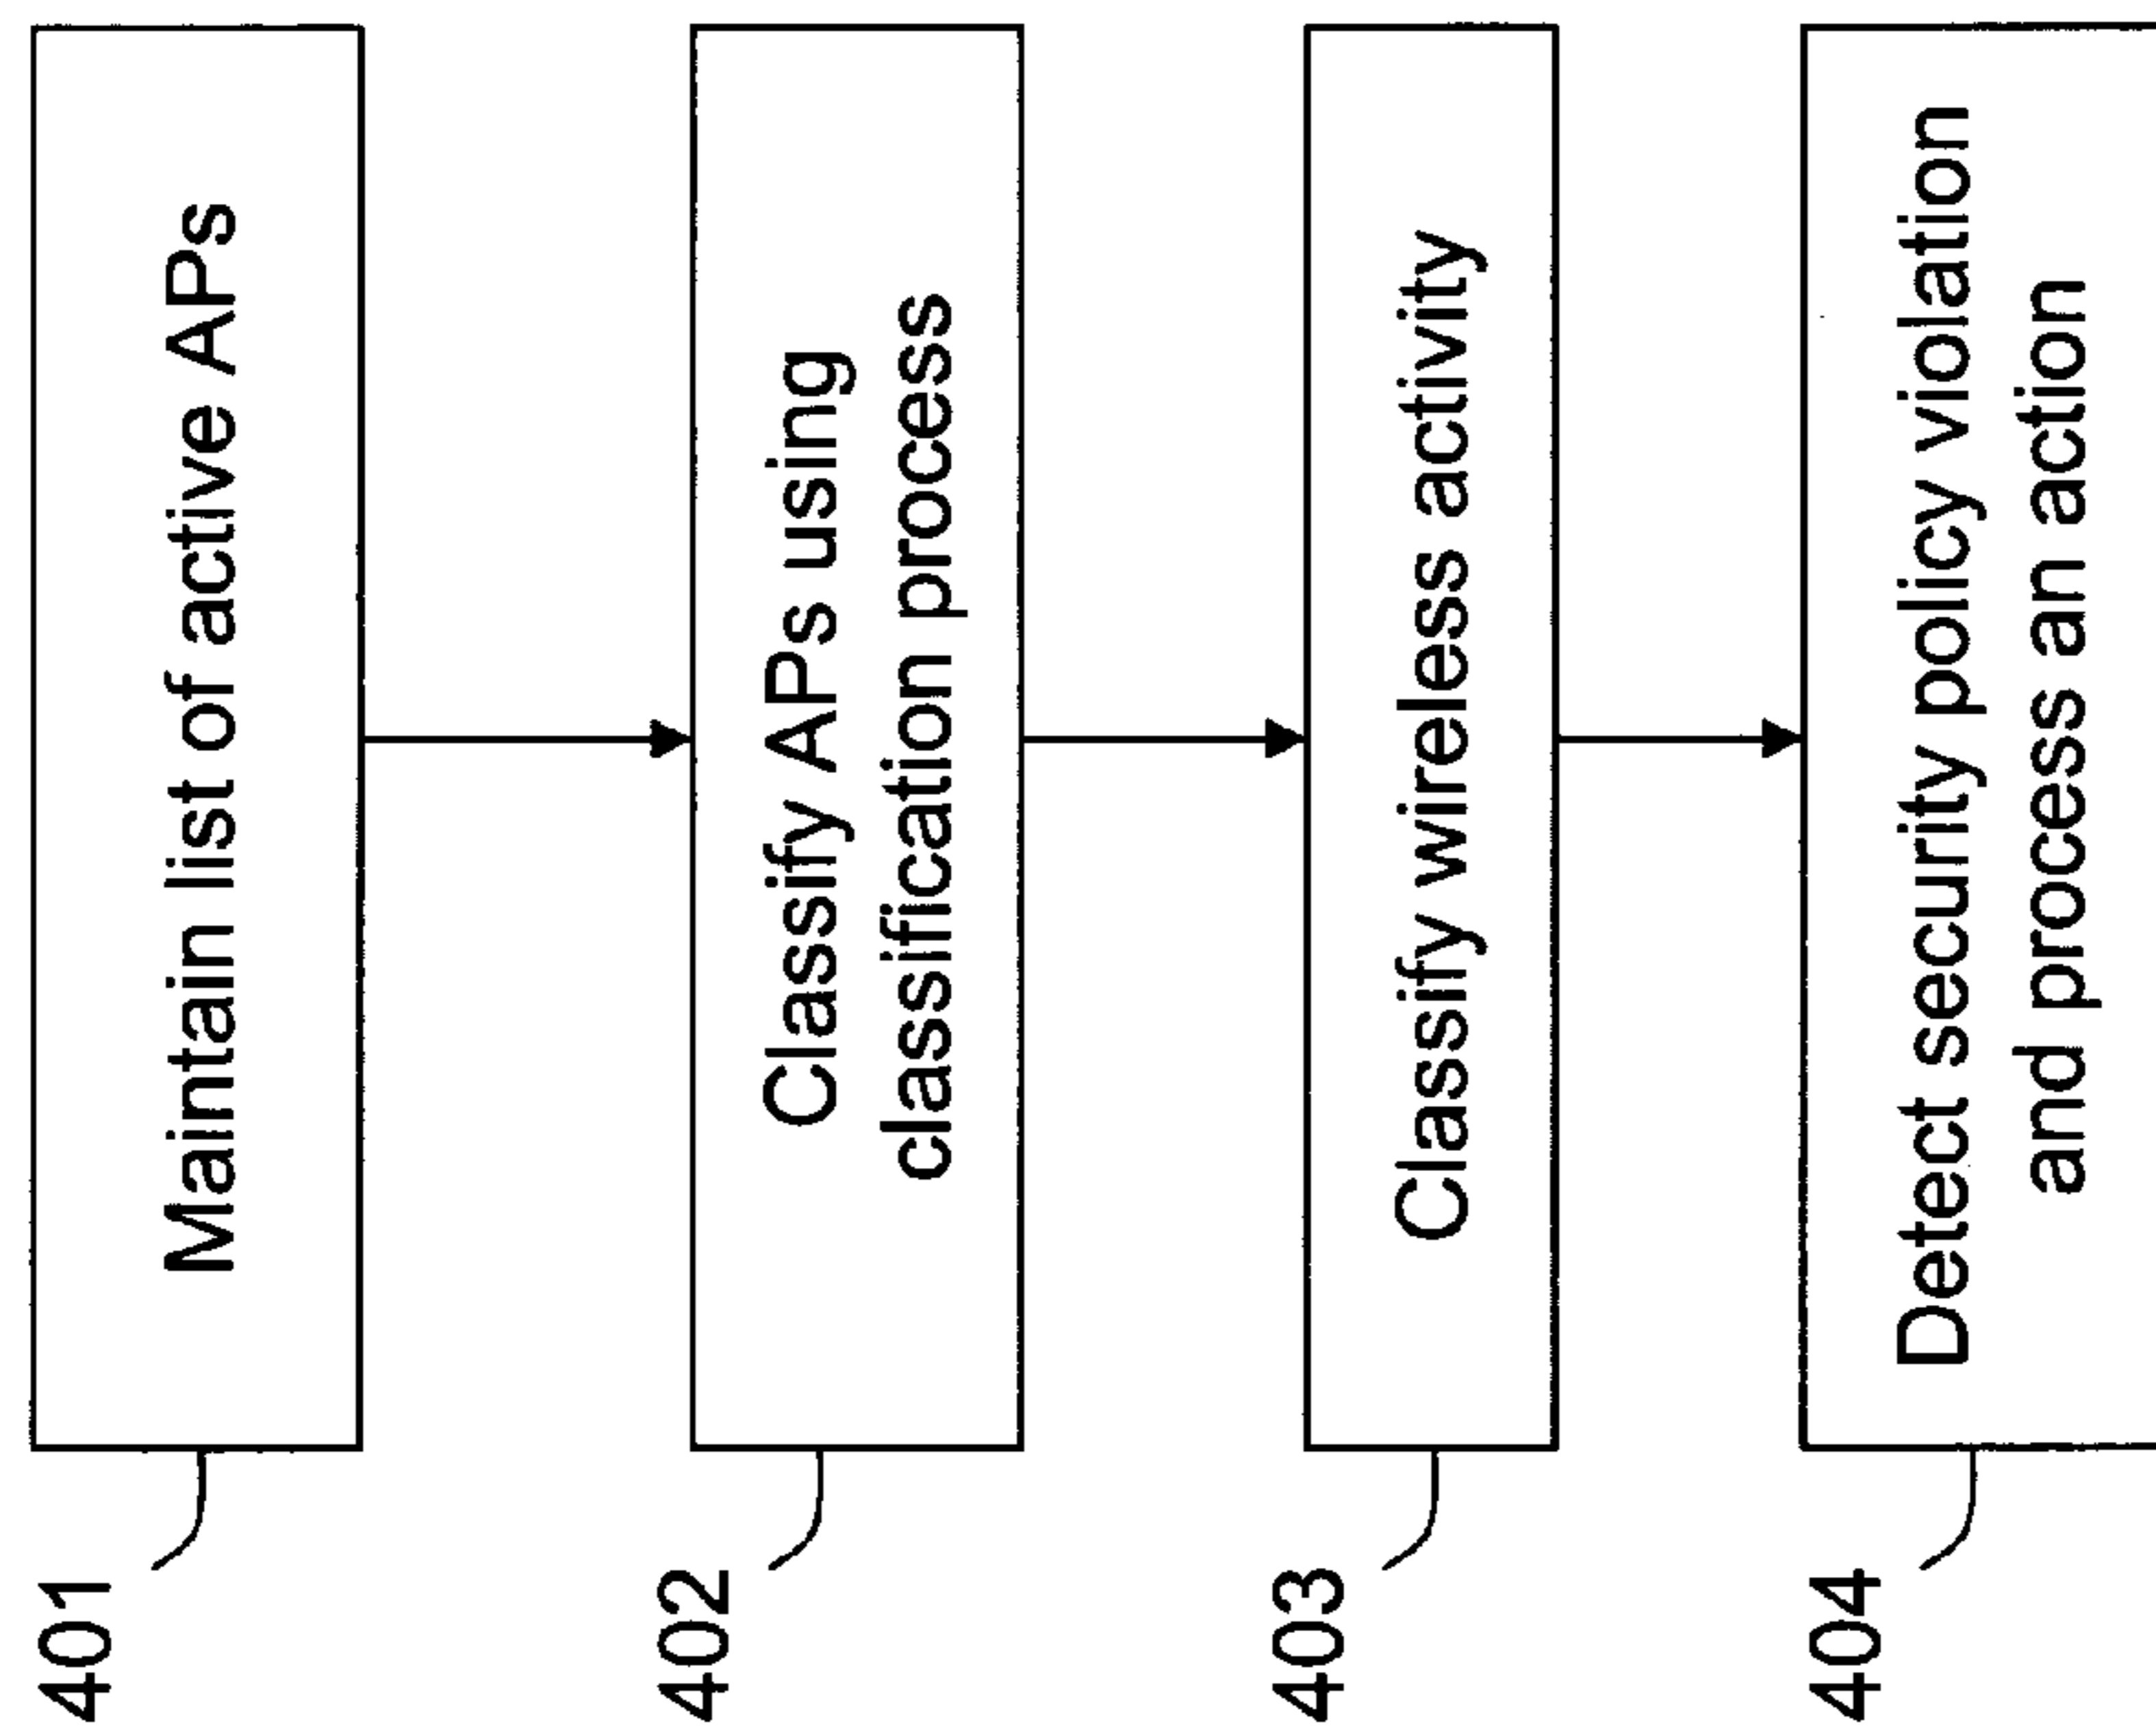 401
Maintain list of active APs
402
Classify APs using
classification process
403
Classify wireless activity
404
Detect security policy violation
and process an action